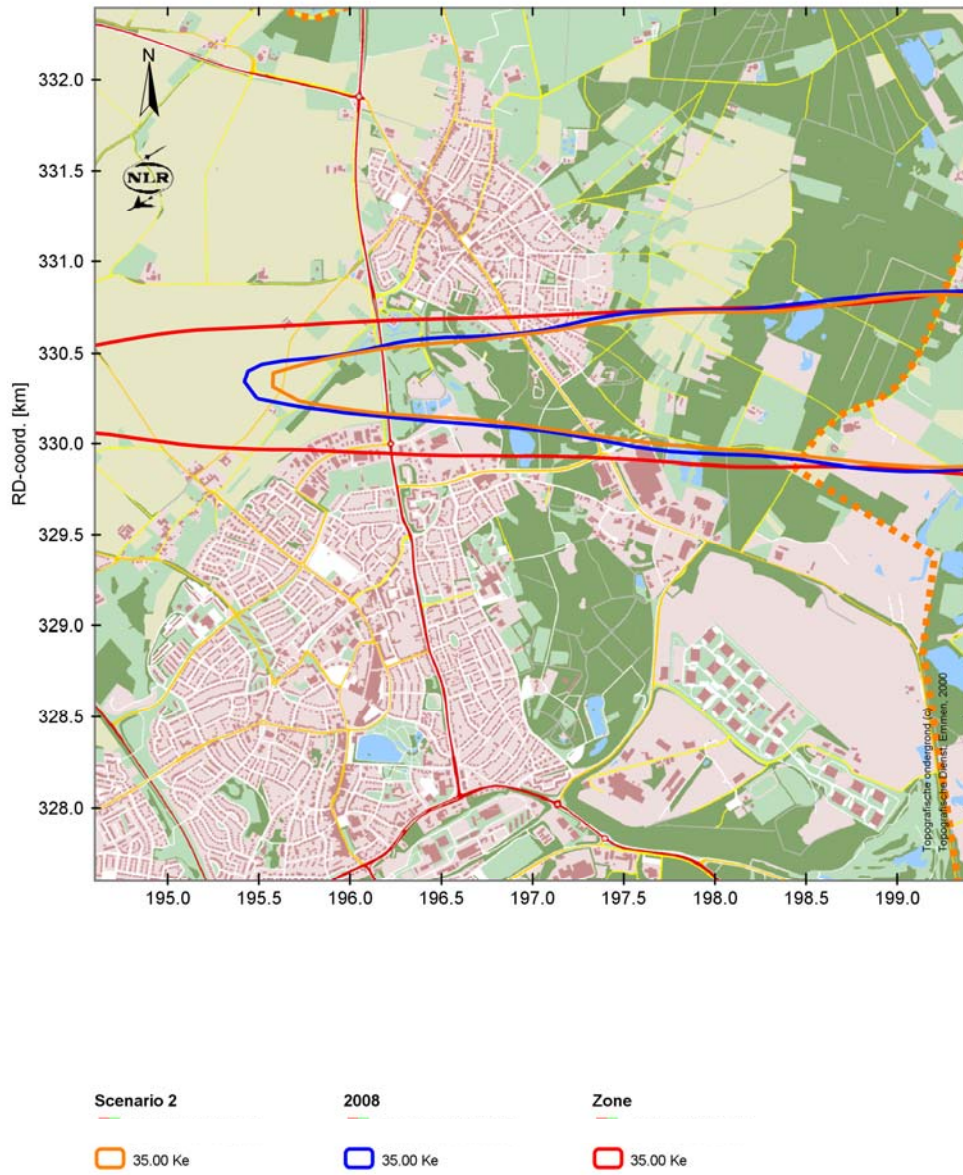 N
NLR
332.0
331.5
331.0
330.5
330.0
329.5
329.0
328.5
328.0
RD-coord. [km]
195.0 195.5 196.0 196.5 197.0 197.5 198.0 198.5 199.0
Topografische ondergrond (c)
Topografische Dienst, Emmen, 2000
Scenario 2 2008 Zone
35.00 Ke 35.00 Ke 35.00 Ke